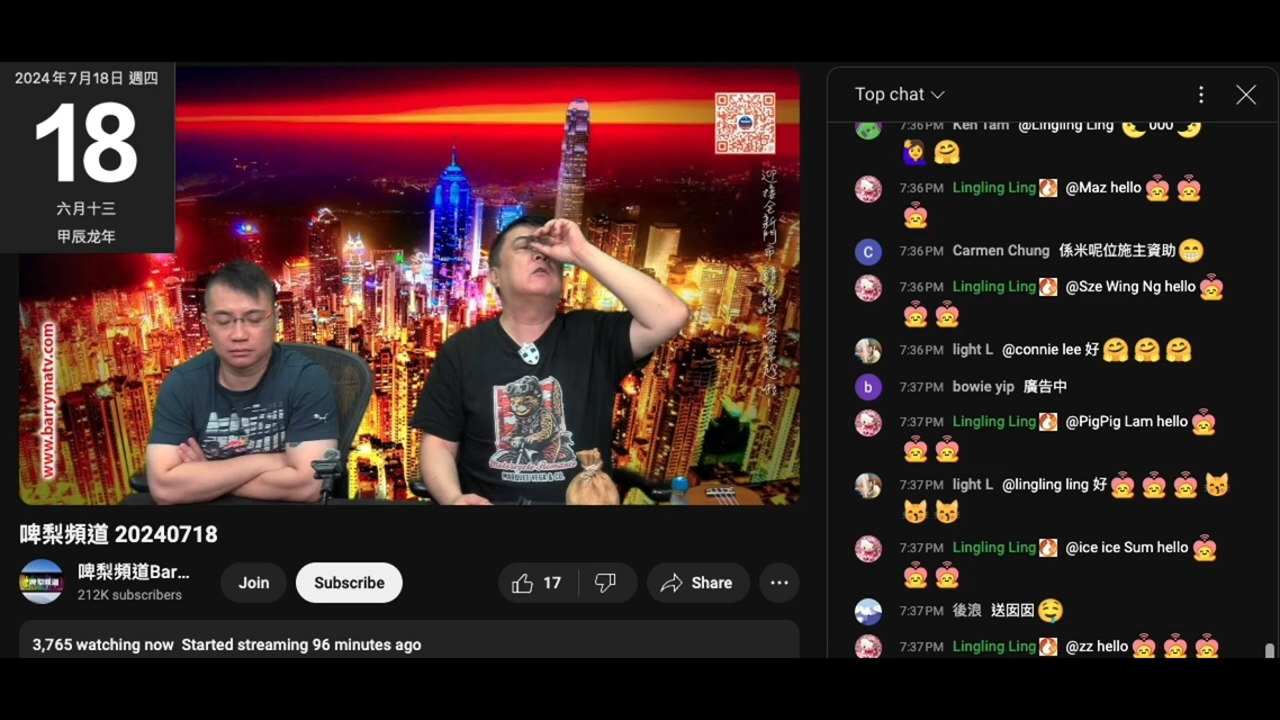 2024年7月18日 週四
18
六月十三
甲辰龙年
www.barrymatv.com
Motorcycle Romance
MARQUEE VEGA & CO.
啤梨頻道 20240718
啤梨頻道Bar...
212K subscribers
Join
Subscribe
17
Share
3,765 watching now Started streaming 96 minutes ago
Top chat
7:36PM Ken Tam @Lingling Ling
7:36PM Lingling Ling @Maz hello
7:36PM Carmen Chung 係米呢位施主資助
7:36PM Lingling Ling @Sze Wing Ng hello
7:36PM light L @connie lee 好
7:37PM bowie yip 廣告中
7:37PM Lingling Ling @PigPig Lam hello
7:37PM light L @lingling ling 好
7:37PM Lingling Ling @ice ice Sum hello
7:37PM 後浪 送囡囡
7:37PM Lingling Ling @zz hello